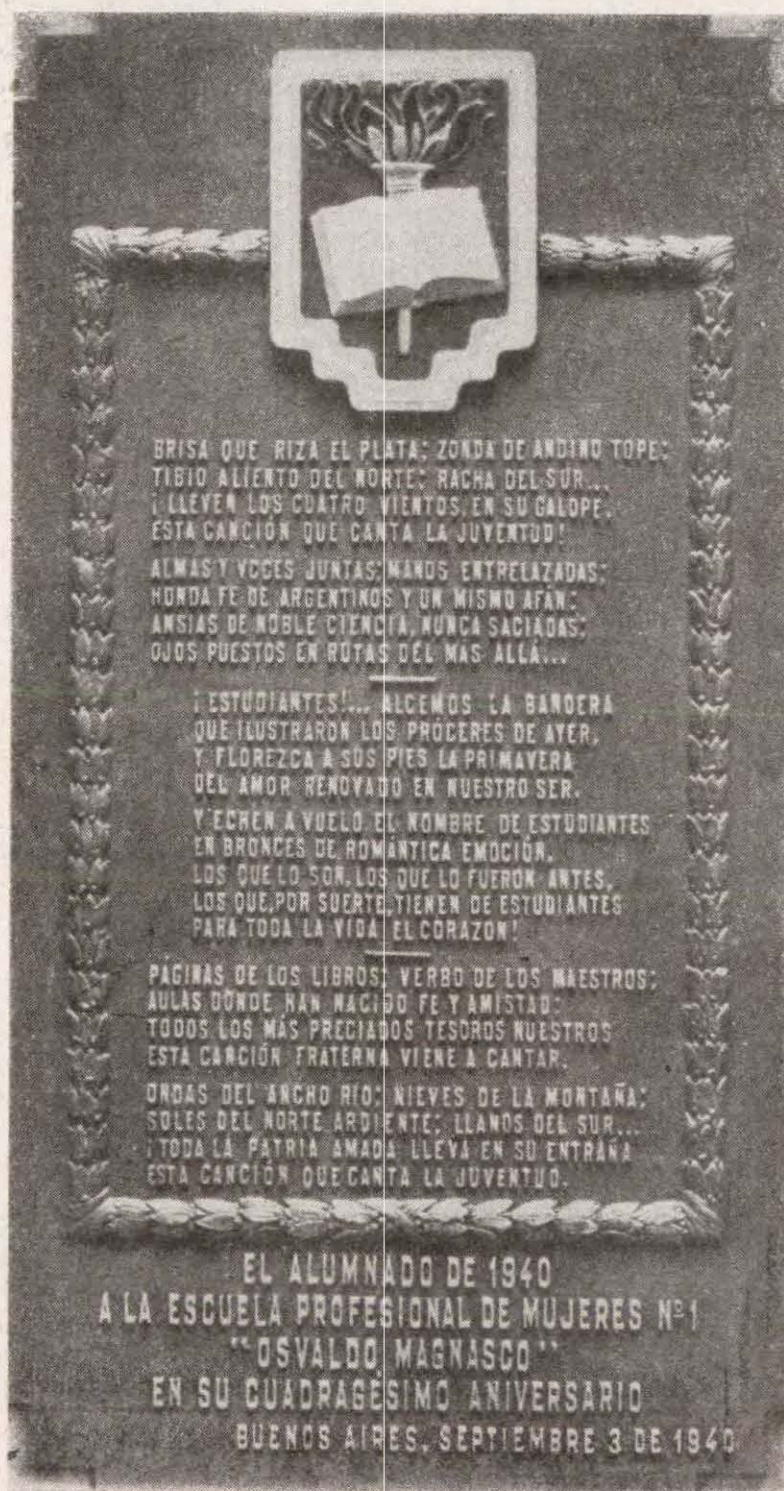 BRISA QUE RIZA EL PLATA; ZONDA DE ANDINO TOPE;
TIBIO ALIENTO DEL NORTE; RACHA DEL SUR...
¡LLEVEN LOS CUATRO VIENTOS, EN SU GALOPE,
ESTA CANCIÓN QUE CANTA LA JUVENTUD!
ALMAS Y VOCES JUNTAS; MANOS ENTRELAZADAS;
HONDA FE DE ARGENTINOS Y UN MISMO AFÁN;
ANSIAS DE NOBLE CIENCIA, NUNCA SACIADAS;
OJOS PUESTOS EN RUTAS DEL MAS ALLÁ...
¡ESTUDIANTES!... ALCEMOS LA BANDERA
QUE ILUSTRARON LOS PRÓCERES DE AYER,
Y FLOREZCA A SUS PIES LA PRIMAVERA
DEL AMOR RENOVADO EN NUESTRO SER.
Y ECHEN A VUELO EL NOMBRE DE ESTUDIANTES
EN BRONCES DE ROMÁNTICA EMOCIÓN,
LOS QUE LO SON, LOS QUE LO FUERON ANTES,
LOS QUE, POR SUERTE, TIENEN DE ESTUDIANTES
PARA TODA LA VIDA EL CORAZÓN!
PÁGINAS DE LOS LIBROS; VERBO DE LOS MAESTROS;
AULAS DONDE HAN NACIDO FE Y AMISTAD:
TODOS LOS MÁS PRECIADOS TESOROS NUESTROS
ESTA CANCIÓN FRATERNA VIENE A CANTAR.
ONDAS DEL ANCHO RÍO; NIEVES DE LA MONTAÑA;
SOLES DEL NORTE ARDIENTE; LLANOS DEL SUR...
¡TODA LA PATRIA AMADA LLEVA EN SU ENTRAÑA
ESTA CANCIÓN QUE CANTA LA JUVENTUD.
EL ALUMNADO DE 1940
A LA ESCUELA PROFESIONAL DE MUJERES Nº 1
"OSVALDO MAGNASCO"
EN SU CUADRAGÉSIMO ANIVERSARIO
BUENOS AIRES, SEPTIEMBRE 3 DE 1940